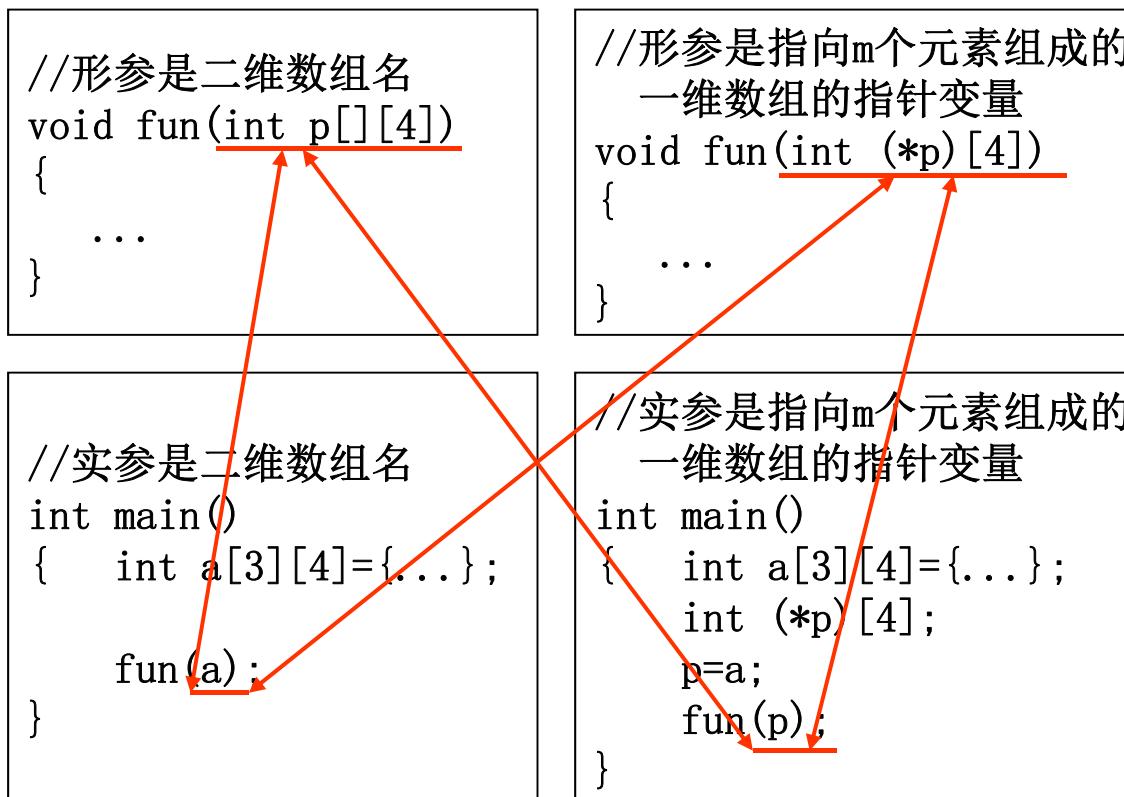 //形参是二维数组名
void fun(int p[][4])
{
...
}
//形参是指向m个元素组成的
一维数组的指针变量
void fun(int (*p)[4])
{
...
}
//实参是二维数组名
int main()
{ int a[3][4]={...};
fun(a);
}
//实参是指向m个元素组成的
一维数组的指针变量
int main()
{ int a[3][4]={...};
int (*p)[4];
p=a;
fun(p);
}